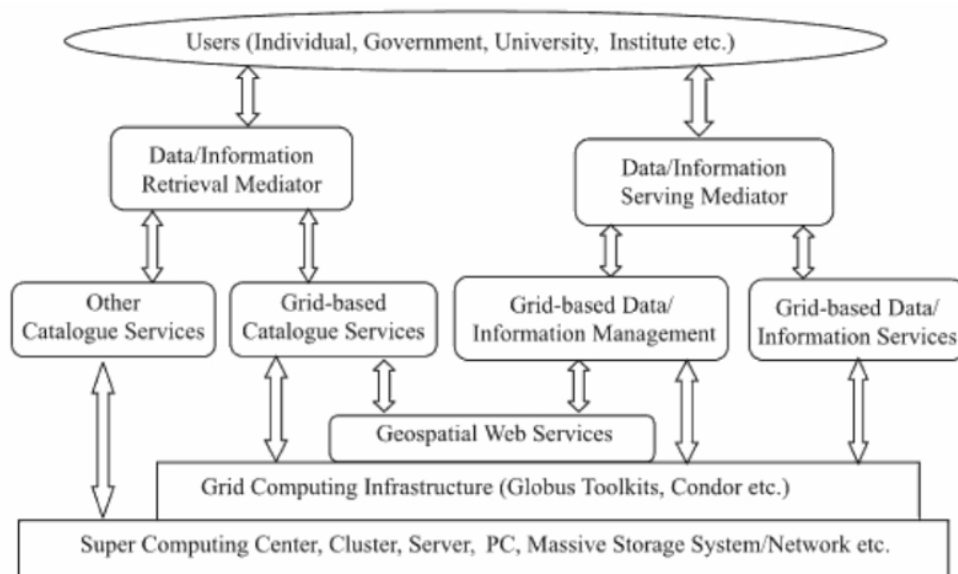 Users (Individual, Government, University, Institute etc.)
Data/Information
Retrieval Mediator
Data/Information
Serving Mediator
Other
Catalogue Services
Grid-based
Catalogue Services
Grid-based Data/
Information Management
Grid-based Data/
Information Services
Geospatial Web Services
Grid Computing Infrastructure (Globus Toolkits, Condor etc.)
Super Computing Center, Cluster, Server, PC, Massive Storage System/Network etc.